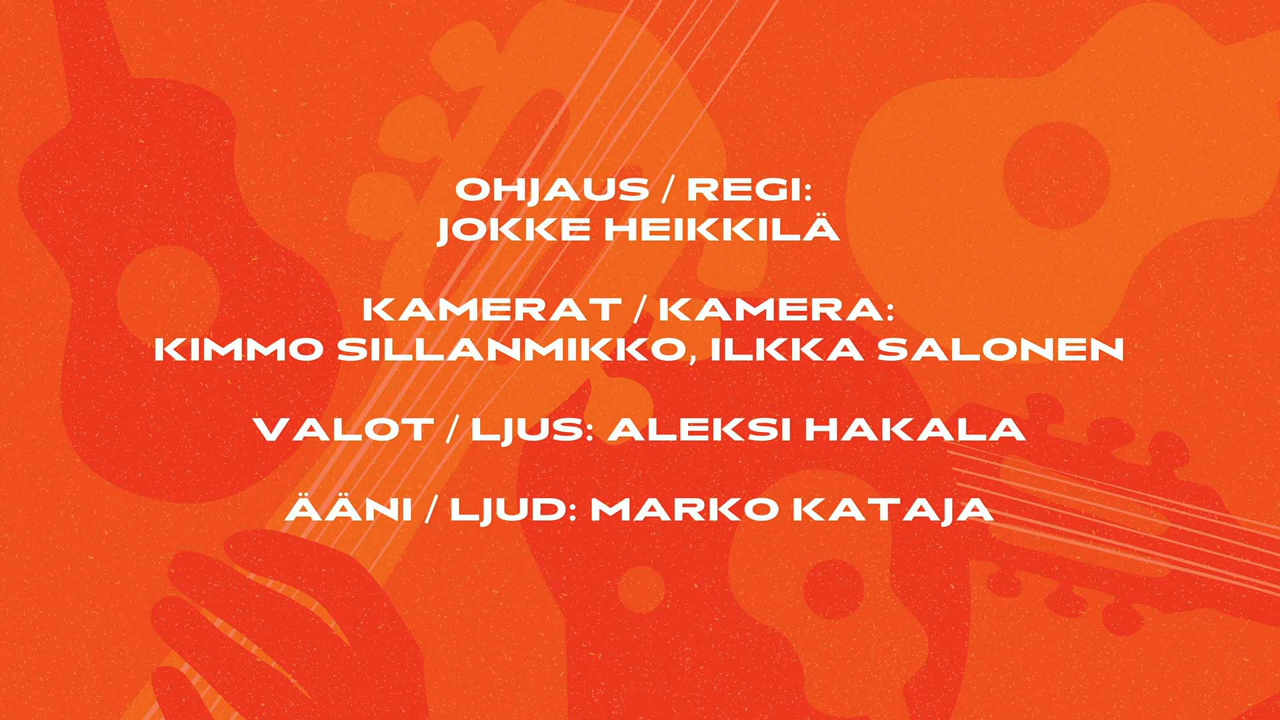 OHJAUS / REGI:
JOKKE HEIKKILÄ
KAMERAT / KAMERA:
KIMMO SILLANMIKKO, ILKKA SALONEN
VALOT / LJUS: ALEKSI HAKALA
ÄÄNI / LJUD: MARKO KATAJA